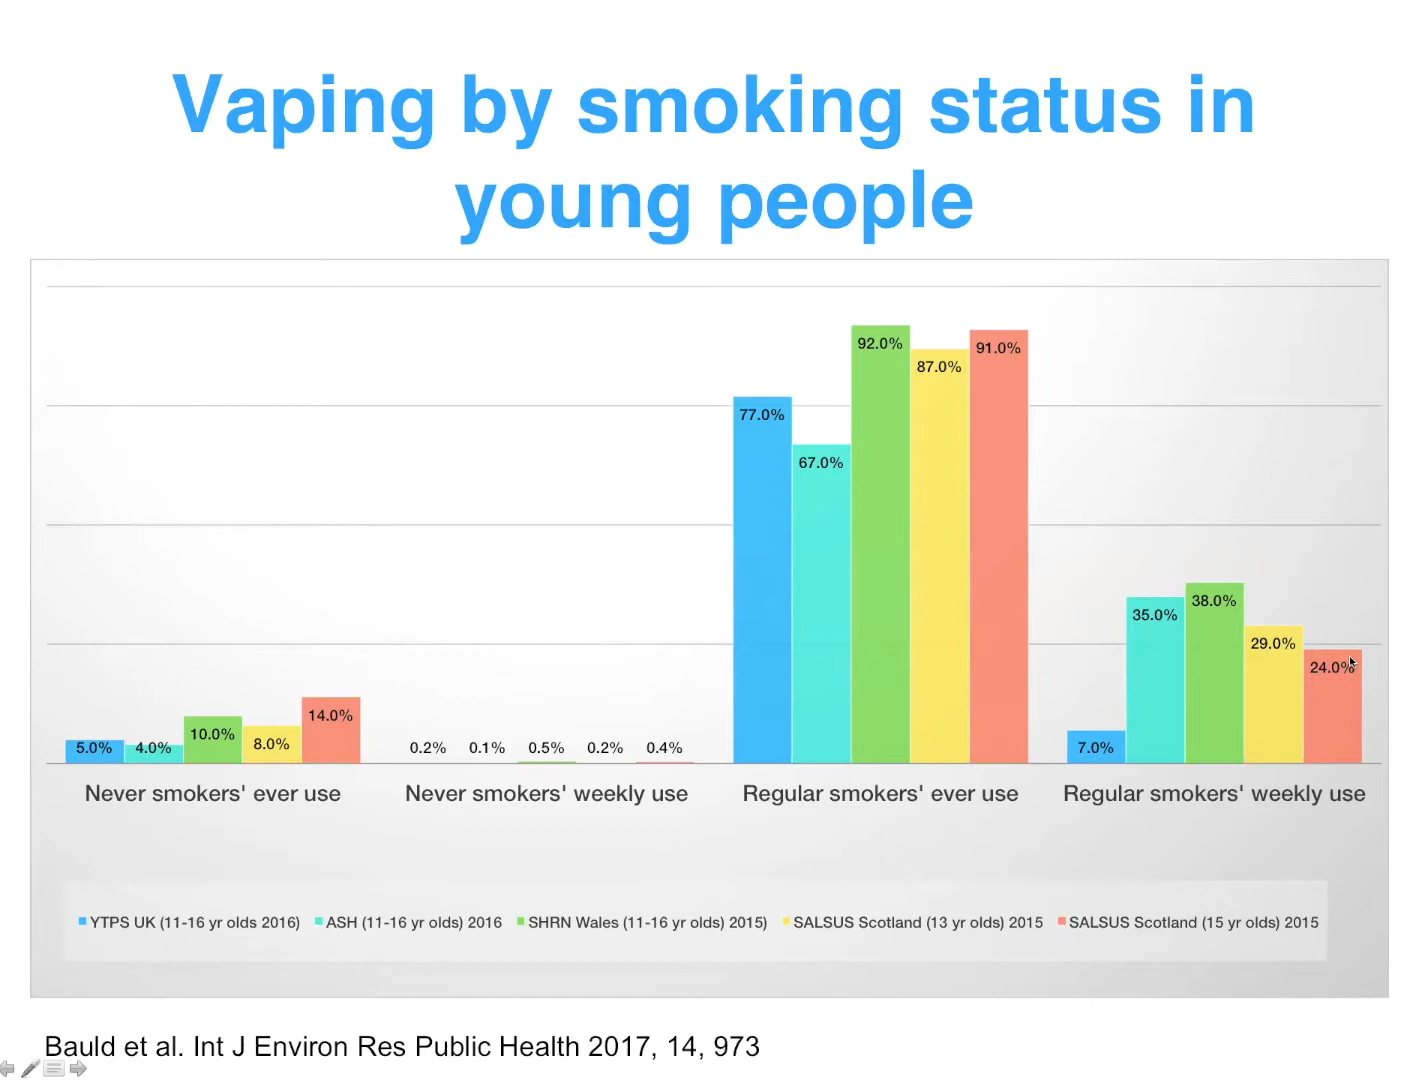 Vaping by smoking status in
young people
92.0%
91.0%
87.0%
77.0%
67.0%
38.0%
35.0%
29.0%
24.0%
14.0%
10.0%
5.0% 4.0% 8.0% 0.2% 0.1% 0.5% 0.2% 0.4% 7.0%
Never smokers' ever use Never smokers' weekly use Regular smokers' ever use Regular smokers' weekly use
YTPS UK (11-16 yr olds 2016) ASH (11-16 yr olds) 2016 SHRN Wales (11-16 yr olds) 2015) SALSUS Scotland (13 yr olds) 2015 SALSUS Scotland (15 yr olds) 2015
Bauld et al. Int J Environ Res Public Health 2017, 14, 973